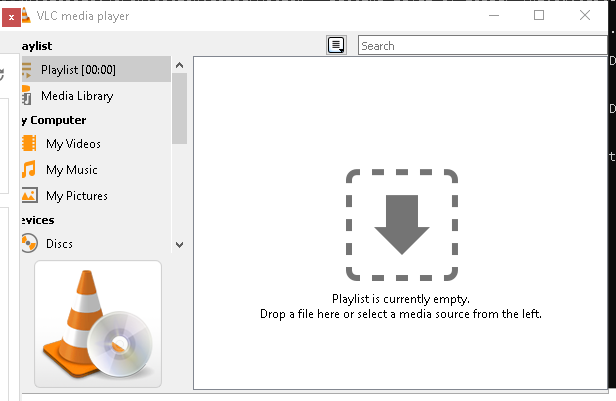 VLC media player
aylist
Search
Playlist [00:00]
Media Library
y Computer
My Videos
My Music
My Pictures
evices
Discs
Playlist is currently empty.
Drop a file here or select a media source from the left.
D
D
t